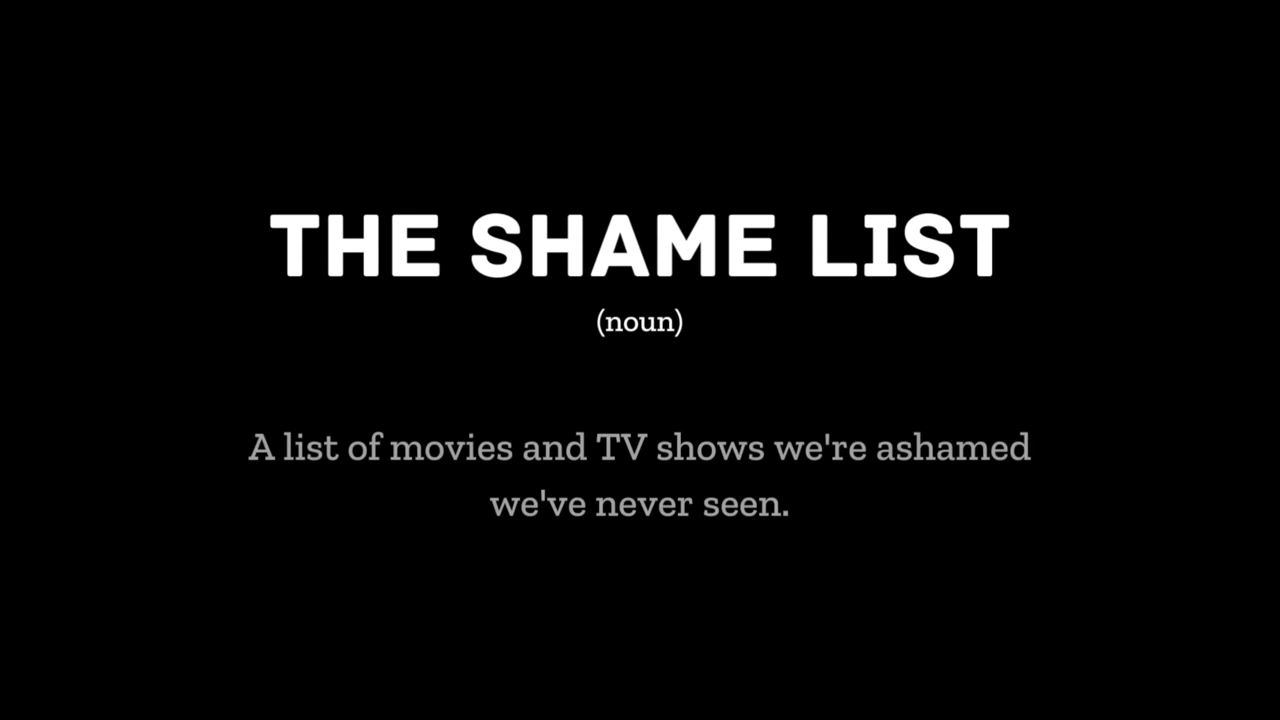 THE SHAME LIST
(noun)
A list of movies and TV shows we're ashamed
we've never seen.